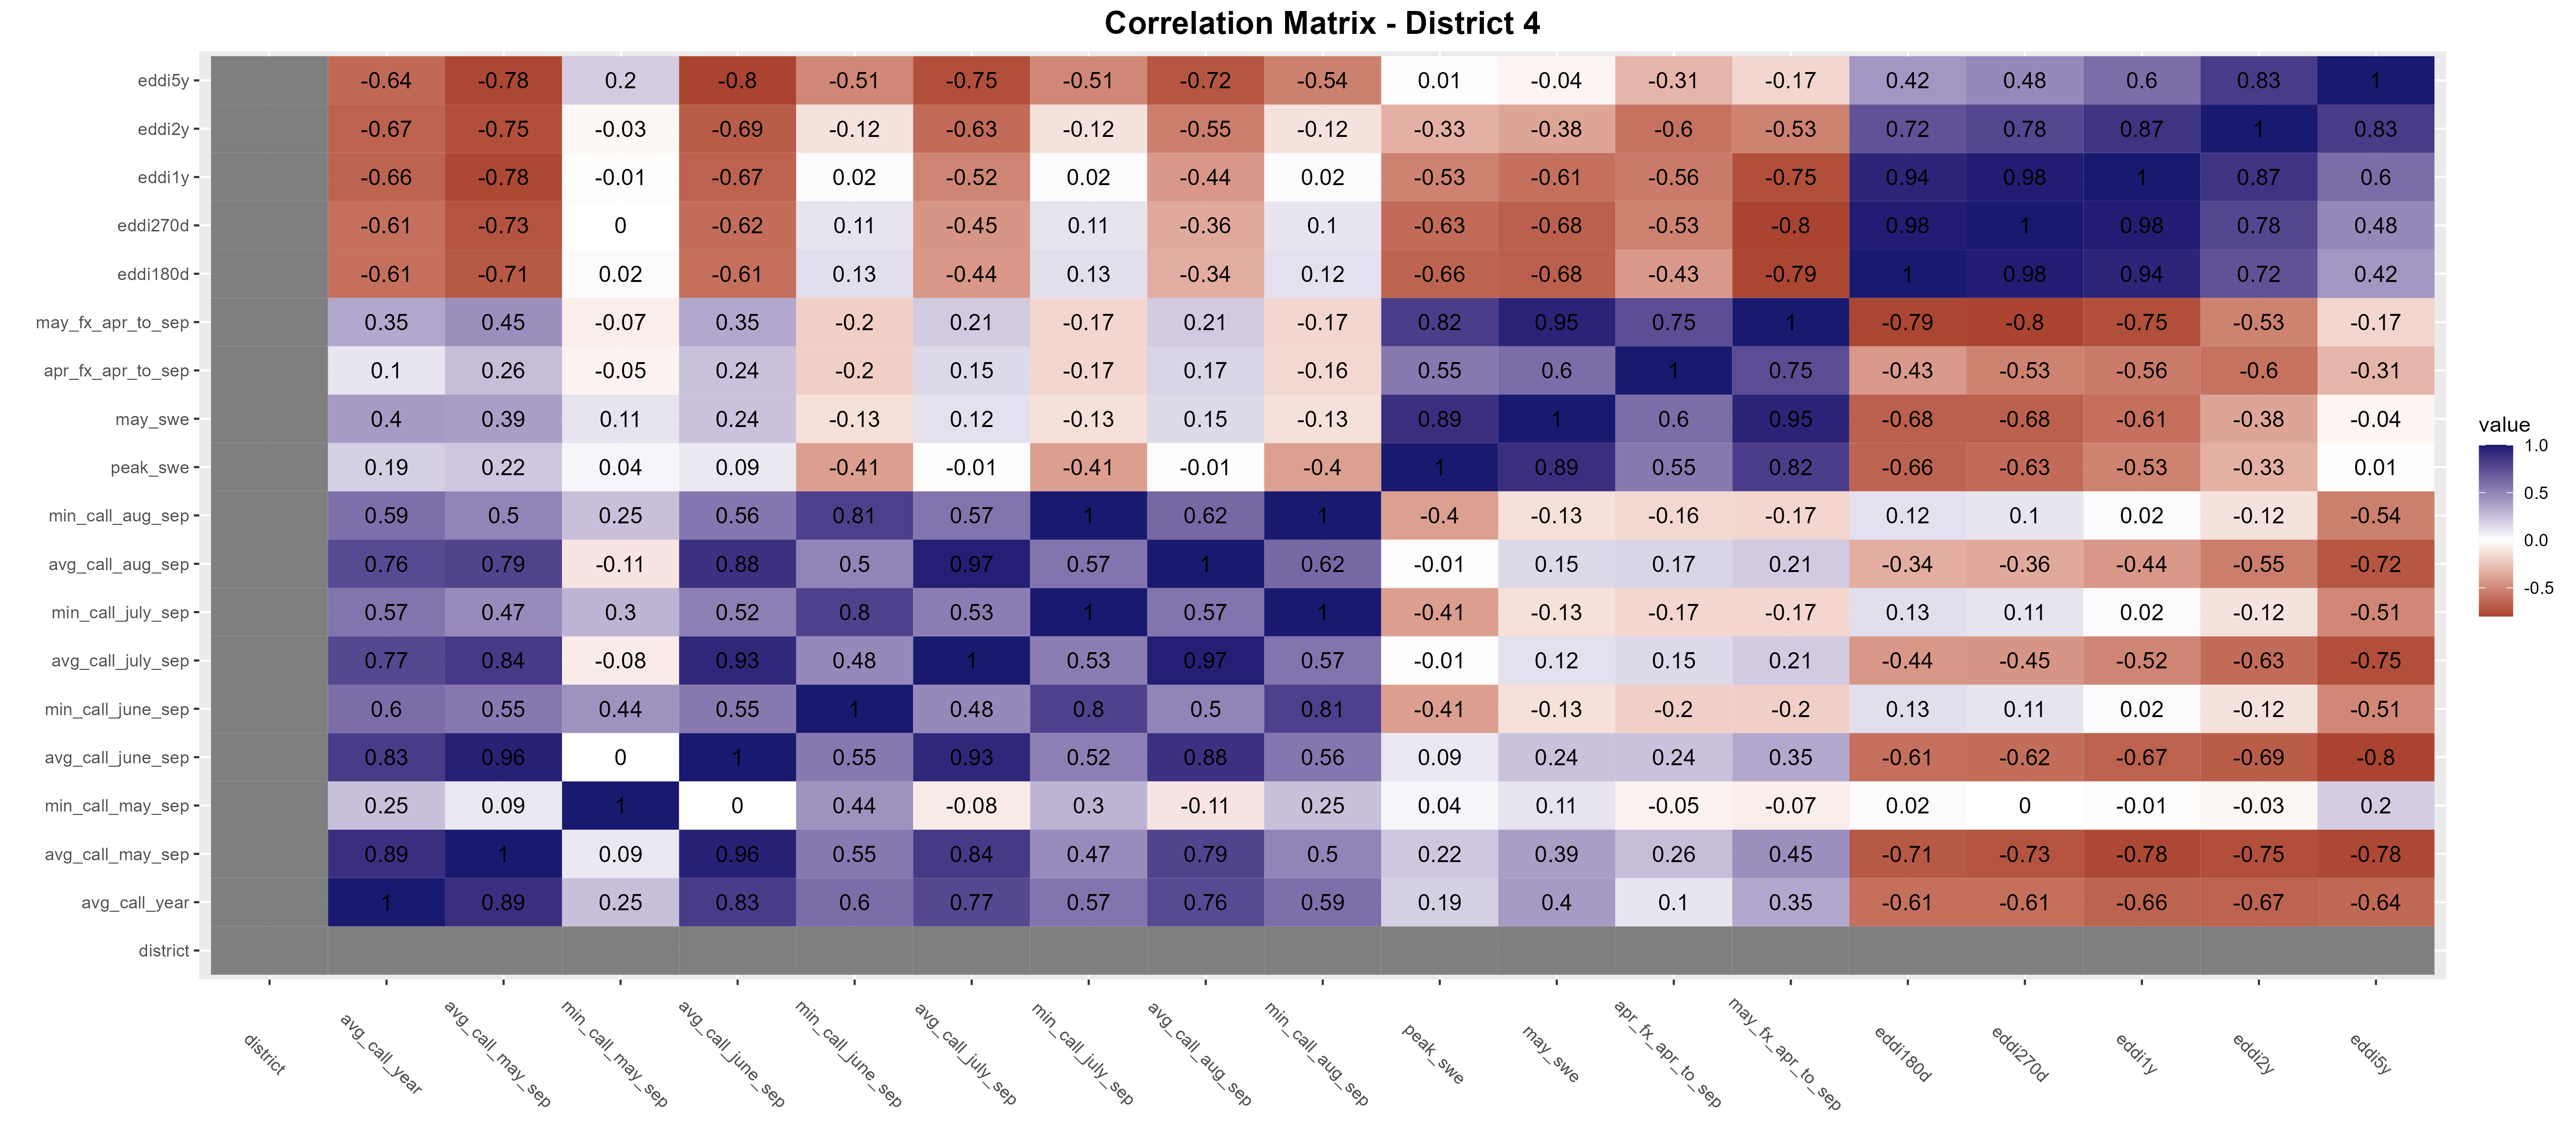 Correlation Matrix - District 4
eddi5y -0.64 -0.78 0.2 -0.8 -0.51 -0.75 -0.51 -0.72 -0.54 0.01 -0.04 -0.31 -0.17 0.42 0.48 0.6 0.83 1
eddi2y -0.67 -0.75 -0.03 -0.69 -0.12 -0.63 -0.12 -0.55 -0.12 -0.33 -0.38 -0.6 -0.53 0.72 0.78 0.87 1 0.83
eddi1y -0.66 -0.78 -0.01 -0.67 0.02 -0.52 0.02 -0.44 0.02 -0.53 -0.61 -0.56 -0.75 0.94 0.98 1 0.87 0.6
eddi270d -0.61 -0.73 0 -0.62 0.11 -0.45 0.11 -0.36 0.1 -0.63 -0.68 -0.53 -0.8 0.98 1 0.98 0.78 0.48
eddi180d -0.61 -0.71 0.02 -0.61 0.13 -0.44 0.13 -0.34 0.12 -0.66 -0.68 -0.43 -0.79 1 0.98 0.94 0.72 0.42
may_fx_apr_to_sep 0.35 0.45 -0.07 0.35 -0.2 0.21 -0.17 0.21 -0.17 0.82 0.95 0.75 1 -0.79 -0.8 -0.75 -0.53 -0.17
apr_fx_apr_to_sep 0.1 0.26 -0.05 0.24 -0.2 0.15 -0.17 0.17 -0.16 0.55 0.6 1 0.75 -0.43 -0.53 -0.56 -0.6 -0.31
may_swe 0.4 0.39 0.11 0.24 -0.13 0.12 -0.13 0.15 -0.13 0.89 1 0.6 0.95 -0.68 -0.68 -0.61 -0.38 -0.04
peak_swe 0.19 0.22 0.04 0.09 -0.41 -0.01 -0.41 -0.01 -0.4 1 0.89 0.55 0.82 -0.66 -0.63 -0.53 -0.33 0.01
min_call_aug_sep 0.59 0.5 0.25 0.56 0.81 0.57 1 0.62 1 -0.4 -0.13 -0.16 -0.17 0.12 0.1 0.02 -0.12 -0.54
avg_call_aug_sep 0.76 0.79 -0.11 0.88 0.5 0.97 0.57 1 0.62 -0.01 0.15 0.17 0.21 -0.34 -0.36 -0.44 -0.55 -0.72
min_call_july_sep 0.57 0.47 0.3 0.52 0.8 0.53 1 0.57 1 -0.41 -0.13 -0.17 -0.17 0.13 0.11 0.02 -0.12 -0.51
avg_call_july_sep 0.77 0.84 -0.08 0.93 0.48 1 0.53 0.97 0.57 -0.01 0.12 0.15 0.21 -0.44 -0.45 -0.52 -0.63 -0.75
min_call_june_sep 0.6 0.55 0.44 0.55 1 0.48 0.8 0.5 0.81 -0.41 -0.13 -0.2 -0.2 0.13 0.11 0.02 -0.12 -0.51
avg_call_june_sep 0.83 0.96 0 1 0.55 0.93 0.52 0.88 0.56 0.09 0.24 0.24 0.35 -0.61 -0.62 -0.67 -0.69 -0.8
min_call_may_sep 0.25 0.09 1 0 0.44 -0.08 0.3 -0.11 0.25 0.04 0.11 -0.05 -0.07 0.02 0 -0.01 -0.03 0.2
avg_call_may_sep 0.89 1 0.09 0.96 0.55 0.84 0.47 0.79 0.5 0.22 0.39 0.26 0.45 -0.71 -0.73 -0.78 -0.75 -0.78
avg_call_year 1 0.89 0.25 0.83 0.6 0.77 0.57 0.76 0.59 0.19 0.4 0.1 0.35 -0.61 -0.61 -0.66 -0.67 -0.64
district
district avg_call_year avg_call_may_sep min_call_may_sep avg_call_june_sep min_call_june_sep avg_call_july_sep min_call_july_sep avg_call_aug_sep min_call_aug_sep peak_swe may_swe apr_fx_apr_to_sep may_fx_apr_to_sep eddi180d eddi270d eddi1y eddi2y eddi5y
value
1.0
0.5
0.0
-0.5